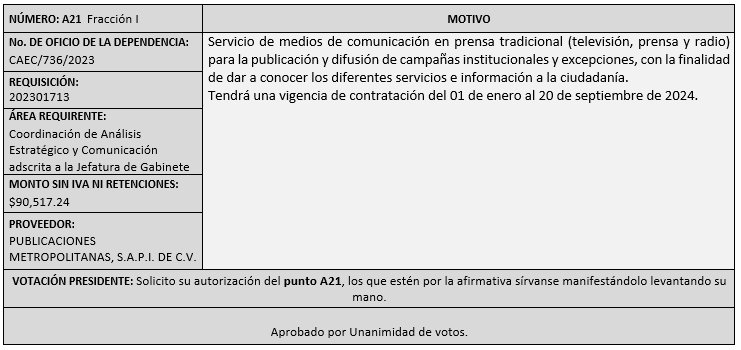 NÚMERO: A21 Fracción I
MOTIVO
No. DE OFICIO DE LA DEPENDENCIA:
CAEC/736/2023
REQUISICIÓN:
202301713
ÁREA REQUIRENTE:
Coordinación de Análisis
Estratégico y Comunicación
adscrita a la Jefatura de Gabinete
MONTO SIN IVA NI RETENCIONES:
$90,517.24
PROVEEDOR:
PUBLICACIONES
METROPOLITANAS, S.A.P.I. DE C.V.
Servicio de medios de comunicación en prensa tradicional (televisión, prensa y radio)
para la publicación y difusión de campañas institucionales y excepciones, con la finalidad
de dar a conocer los diferentes servicios e información a la ciudadanía.
Tendrá una vigencia de contratación del 01 de enero al 20 de septiembre de 2024.
VOTACIÓN PRESIDENTE: Solicito su autorización del punto A21, los que estén por la afirmativa sírvanse manifestándolo levantando su
mano.
Aprobado por Unanimidad de votos.